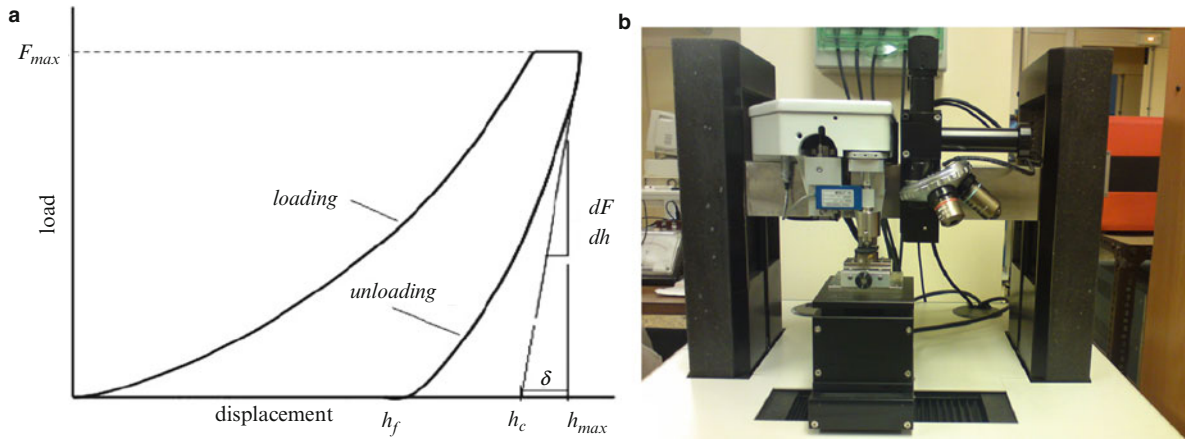 a
F_max
load
loading
unloading
dF
dh
δ
displacement
h_f
h_c
h_max
b